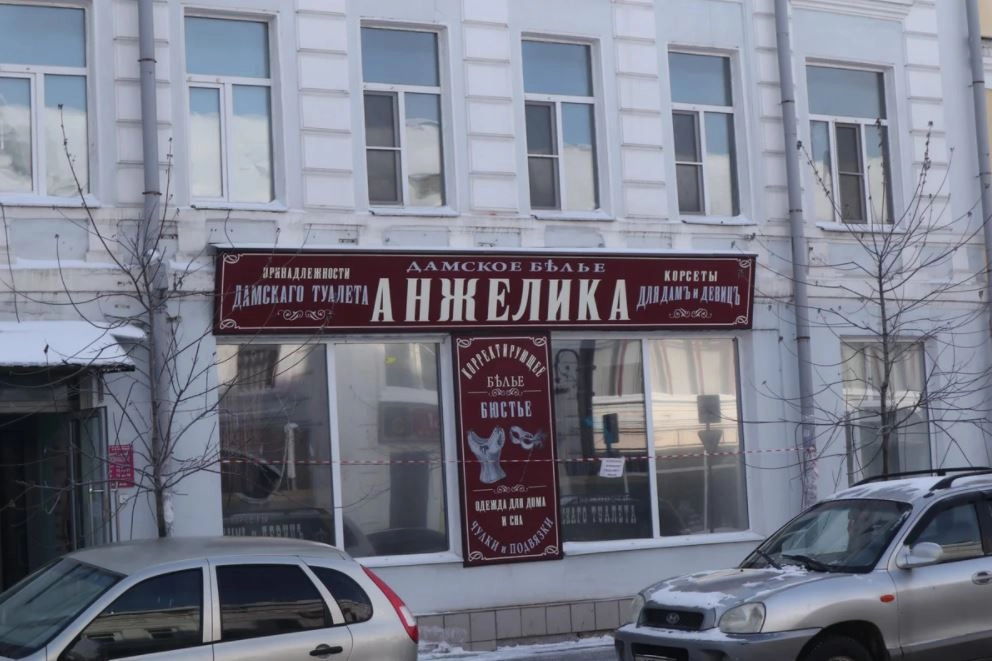 ПРИНАДЛЕЖНОСТИ
ДАМСКАГО ТУАЛЕТА
ДАМСКОЕ БѢЛЬЕ
АНЖЕЛИКА
КОРСЕТЫ
ДЛЯ ДАМЪ И ДЕВИЦЪ
КОРРЕКТИРУЮЩЕЕ
БѢЛЬЕ
БЮСТЬЕ
ОДЕЖДА ДЛЯ ДОМА
И СНА
ЧУЛКИ И ПОДВЯЗКИ